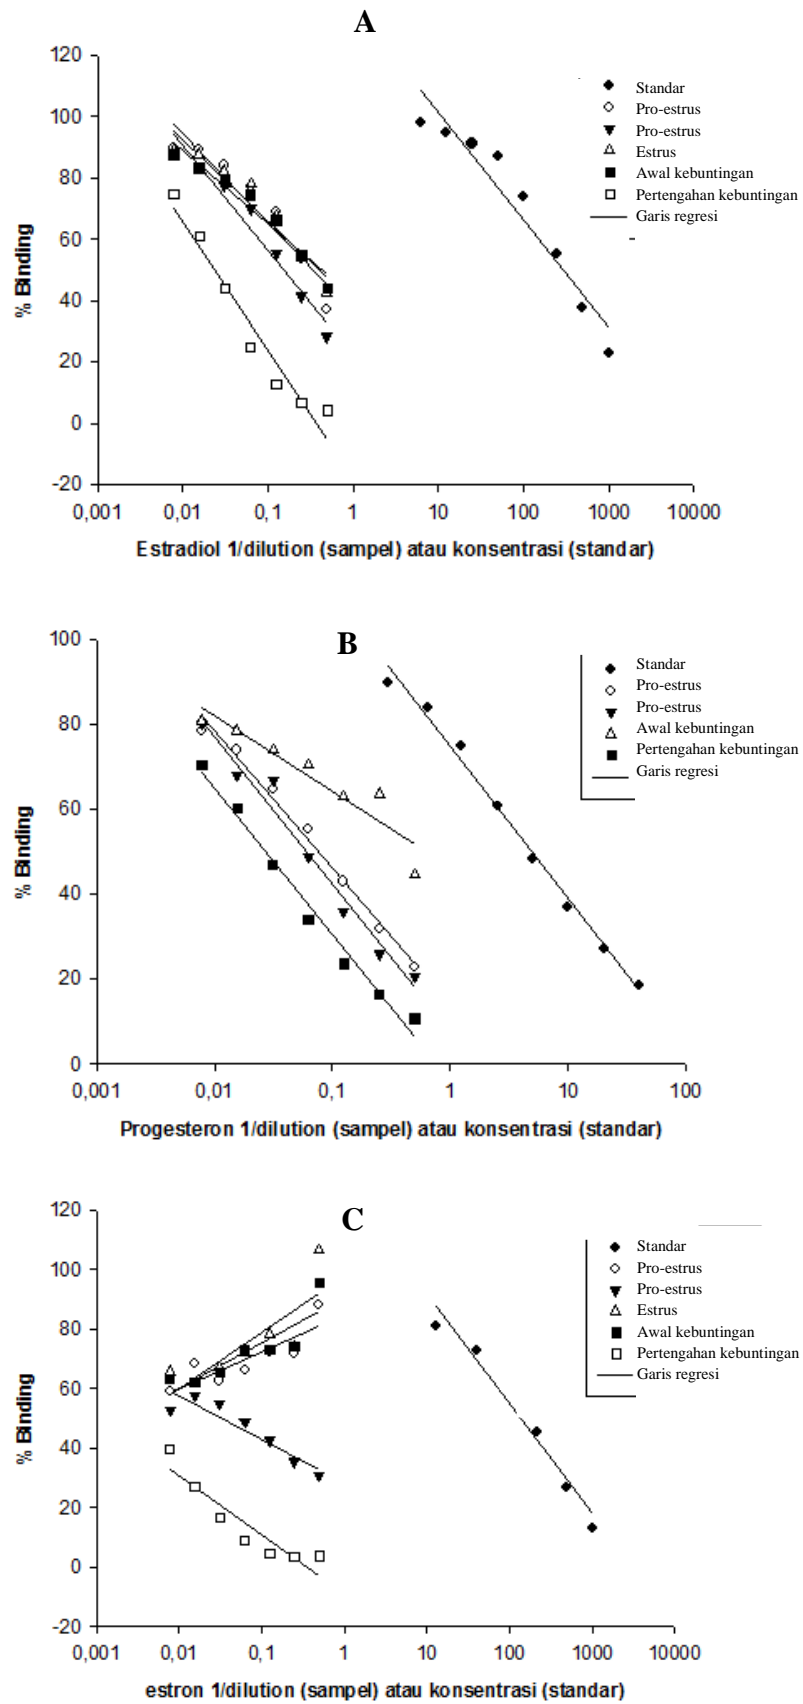 A
120
100
80
60
40
20
0
-20
% Binding
0,001 0,01 0,1 1 10 100 1000 10000
Estradiol 1/dilution (sampel) atau konsentrasi (standar)
Standar
Pro-estrus
Pro-estrus
Estrus
Awal kebuntingan
Pertengahan kebuntingan
Garis regresi
B
100
80
60
40
20
0
% Binding
0,001 0,01 0,1 1 10 100
Progesteron 1/dilution (sampel) atau konsentrasi (standar)
Standar
Pro-estrus
Pro-estrus
Awal kebuntingan
Pertengahan kebuntingan
Garis regresi
C
120
100
80
60
40
20
0
-20
% Binding
0,001 0,01 0,1 1 10 100 1000 10000
estron 1/dilution (sampel) atau konsentrasi (standar)
Standar
Pro-estrus
Pro-estrus
Estrus
Awal kebuntingan
Pertengahan kebuntingan
Garis regresi